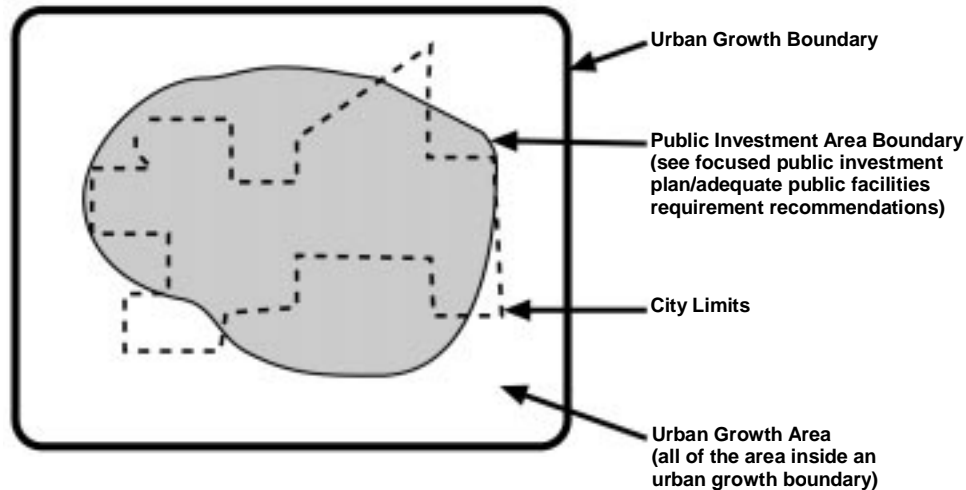 Urban Growth Boundary
Public Investment Area Boundary
(see focused public investment
plan/adequate public facilities
requirement recommendations)
City Limits
Urban Growth Area
(all of the area inside an
urban growth boundary)